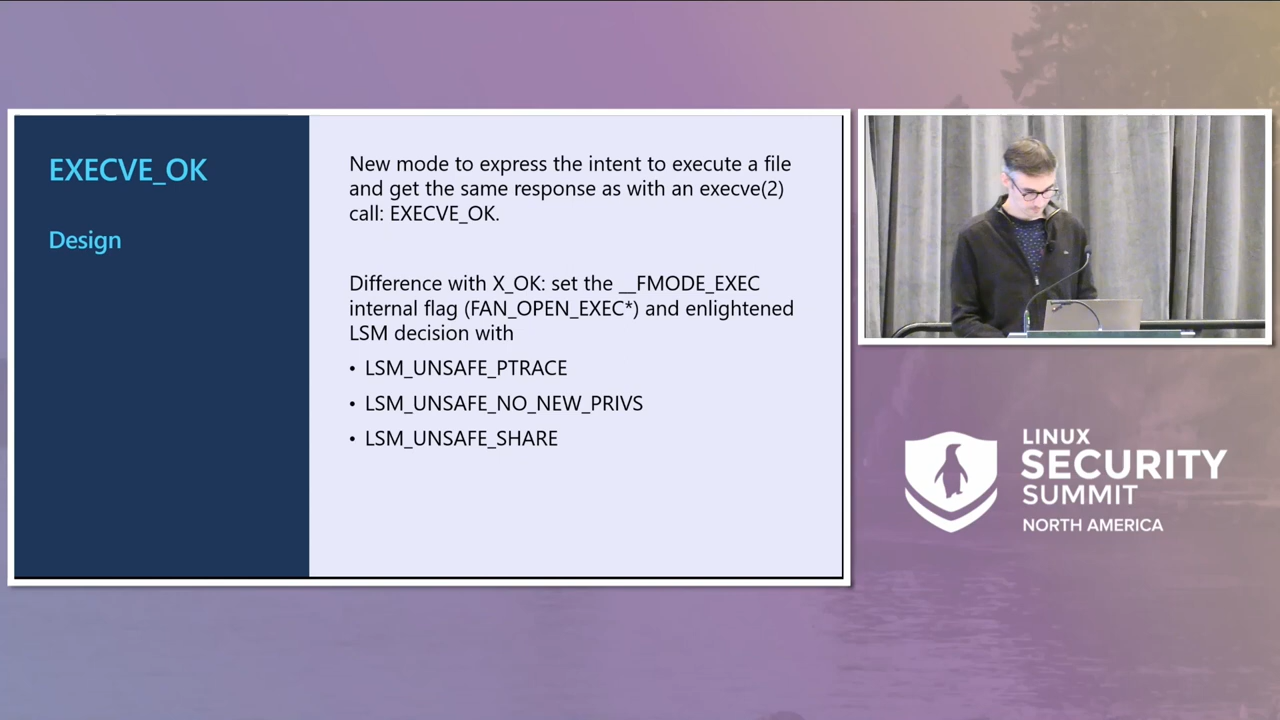 EXECVE_OK
Design
New mode to express the intent to execute a file
and get the same response as with an execve(2)
call: EXECVE_OK.
Difference with X_OK: set the __FMODE_EXEC
internal flag (FAN_OPEN_EXEC*) and enlightened
LSM decision with
• LSM_UNSAFE_PTRACE
• LSM_UNSAFE_NO_NEW_PRIVS
• LSM_UNSAFE_SHARE
LINUX
SECURITY
SUMMIT
NORTH AMERICA